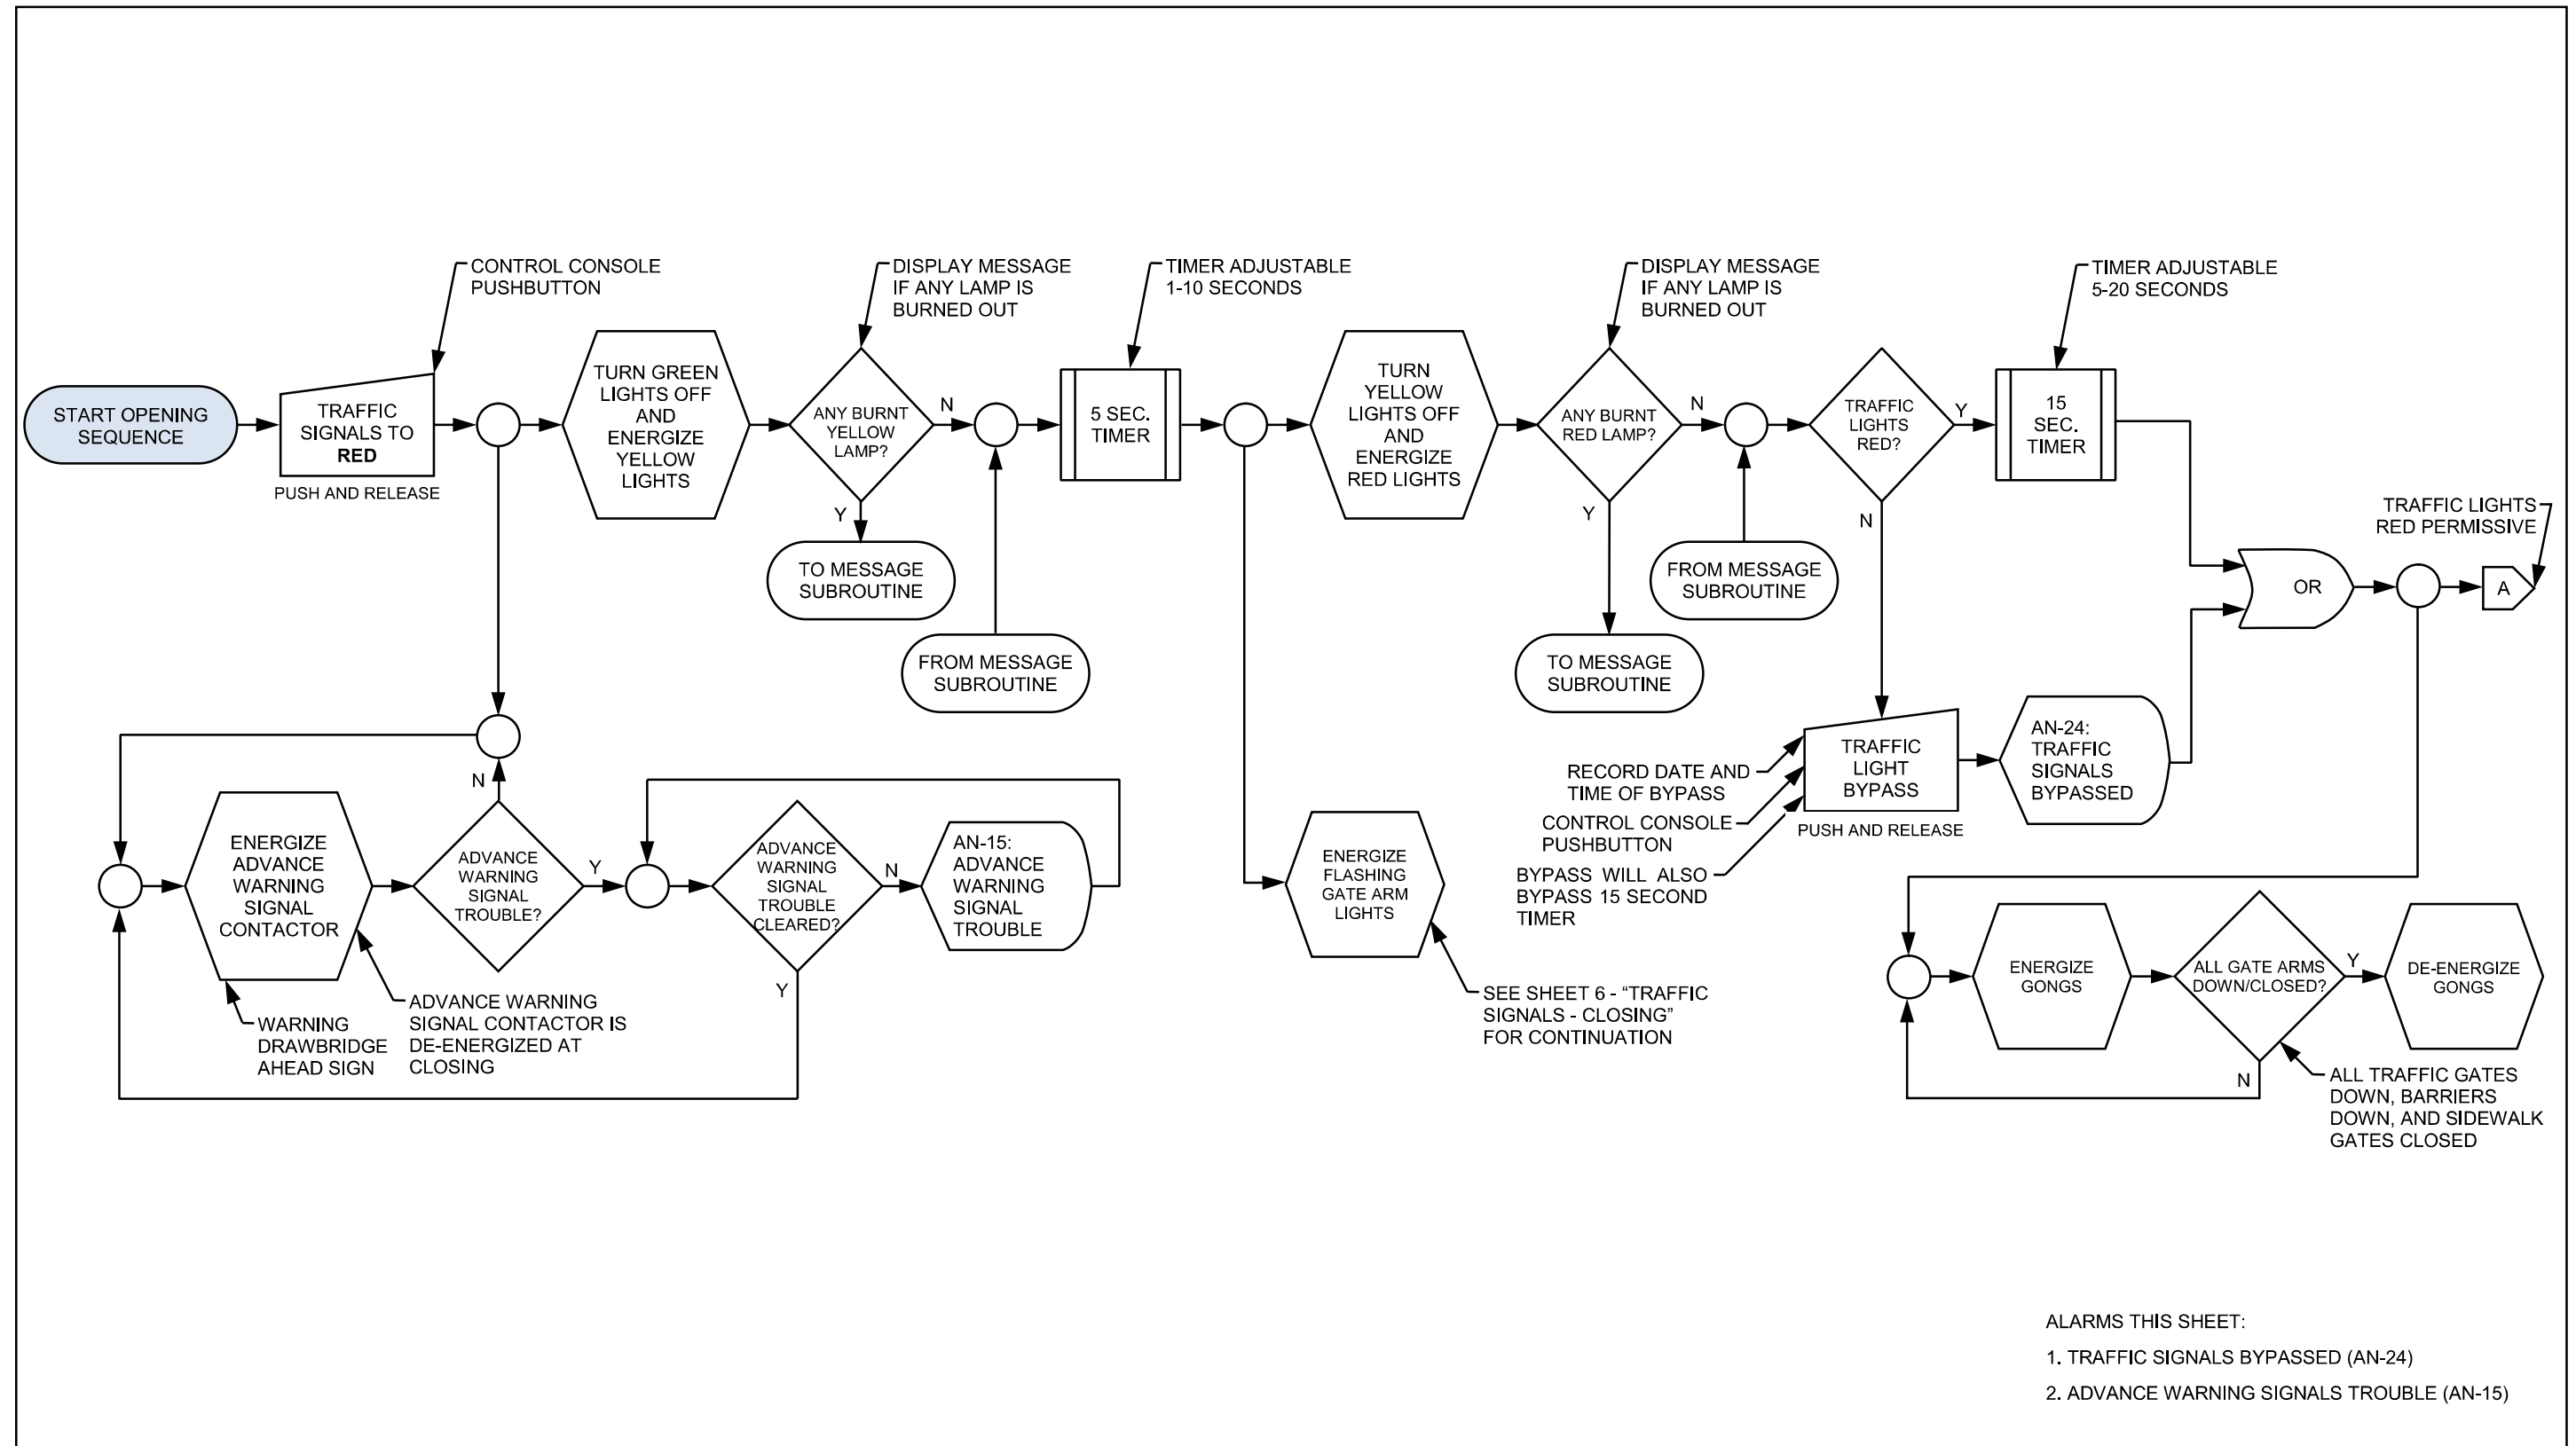 CONTROL CONSOLE
PUSHBUTTON
DISPLAY MESSAGE
IF ANY LAMP IS
BURNED OUT
TIMER ADJUSTABLE
1-10 SECONDS
DISPLAY MESSAGE
IF ANY LAMP IS
BURNED OUT
TIMER ADJUSTABLE
5-20 SECONDS
START OPENING
SEQUENCE
TRAFFIC
SIGNALS TO
RED
PUSH AND RELEASE
TURN GREEN
LIGHTS OFF
AND
ENERGIZE
YELLOW
LIGHTS
ANY BURNT
YELLOW
LAMP?
N
Y
TO MESSAGE
SUBROUTINE
FROM MESSAGE
SUBROUTINE
5 SEC.
TIMER
TURN
YELLOW
LIGHTS OFF
AND
ENERGIZE
RED LIGHTS
ANY BURNT
RED LAMP?
N
Y
TO MESSAGE
SUBROUTINE
FROM MESSAGE
SUBROUTINE
TRAFFIC
LIGHTS
RED?
Y
N
15
SEC.
TIMER
TRAFFIC LIGHTS
RED PERMISSIVE
OR
A
N
ENERGIZE
ADVANCE
WARNING
SIGNAL
CONTACTOR
ADVANCE
WARNING
SIGNAL
TROUBLE?
Y
ADVANCE
WARNING
SIGNAL
TROUBLE
CLEARED?
N
Y
AN-15:
ADVANCE
WARNING
SIGNAL
TROUBLE
WARNING
DRAWBRIDGE
AHEAD SIGN
ADVANCE WARNING
SIGNAL CONTACTOR IS
DE-ENERGIZED AT
CLOSING
ENERGIZE
FLASHING
GATE ARM
LIGHTS
SEE SHEET 6 - “TRAFFIC
SIGNALS - CLOSING”
FOR CONTINUATION
RECORD DATE AND
TIME OF BYPASS
CONTROL CONSOLE
PUSHBUTTON
BYPASS WILL ALSO
BYPASS 15 SECOND
TIMER
TRAFFIC
LIGHT
BYPASS
PUSH AND RELEASE
AN-24:
TRAFFIC
SIGNALS
BYPASSED
ENERGIZE
GONGS
ALL GATE ARMS
DOWN/CLOSED?
Y
N
DE-ENERGIZE
GONGS
ALL TRAFFIC GATES
DOWN, BARRIERS
DOWN, AND SIDEWALK
GATES CLOSED
ALARMS THIS SHEET:
1. TRAFFIC SIGNALS BYPASSED (AN-24)
2. ADVANCE WARNING SIGNALS TROUBLE (AN-15)